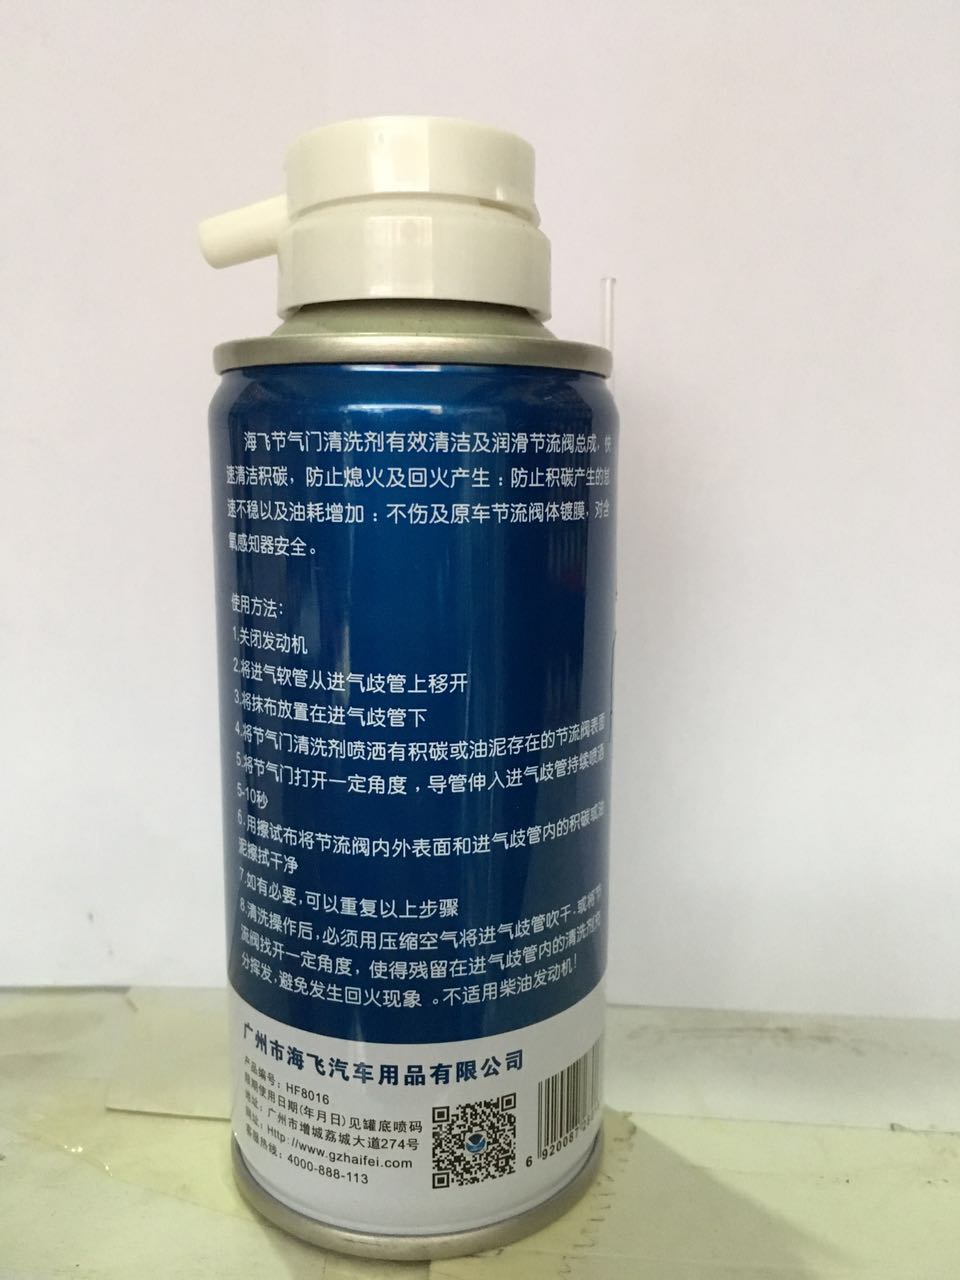 海飞节气门清洗剂有效清洁及润滑节流阀总成，快
速清洁积碳，防止熄火及回火产生：防止积碳产生的怠
速不稳以及油耗增加：不伤及原车节流阀体镀膜，对含
氧感知器安全。
使用方法：
1.关闭发动机
2.将进气软管从进气歧管上移开
3.将抹布放置在进气歧管下
4.将节气门清洗剂喷洒有积碳或油泥存在的节流阀表面
5.将节气门打开一定角度，导管伸入进气歧管持续喷洒
5-10秒
6.用擦试布将节流阀内外表面和进气歧管内的积碳或油
泥擦拭干净
7.如有必要，可以重复以上步骤
8.清洗操作后，必须用压缩空气将进气歧管吹干，或将节
流阀找开一定角度，使得残留在进气歧管内的清洗剂充
分挥发，避免发生回火现象。不适用柴油发动机！
广州市海飞汽车用品有限公司
产品编号：HF8016
限期使用日期(年月日)见罐底喷码
地址：广州市增城荔城大道274号
网址：Http://www.gzhaifei.com
客服热线：4000-888-113
6 920087